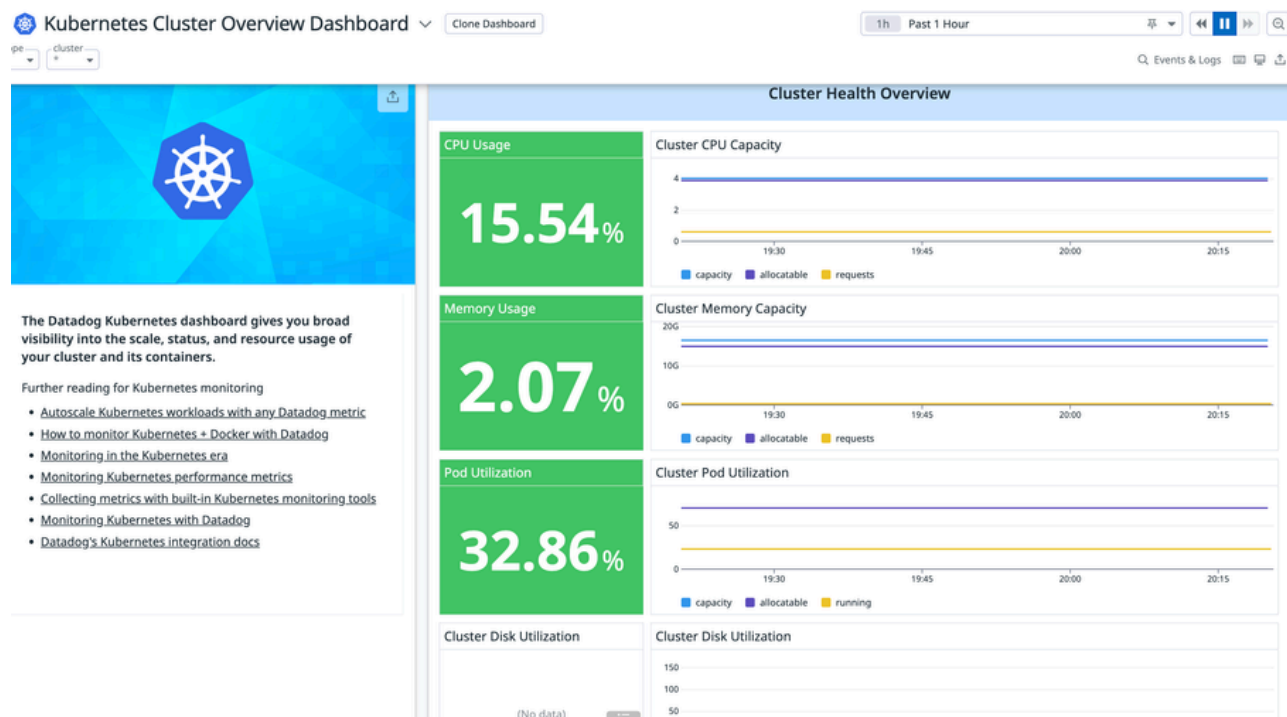 Kubernetes Cluster Overview Dashboard
Clone Dashboard
1h Past 1 Hour
cluster
*
Events & Logs
Cluster Health Overview
CPU Usage
15.54%
Cluster CPU Capacity
4
2
0
19:30 19:45 20:00 20:15
capacity allocatable requests
The Datadog Kubernetes dashboard gives you broad
visibility into the scale, status, and resource usage of
your cluster and its containers.
Further reading for Kubernetes monitoring
• Autoscale Kubernetes workloads with any Datadog metric
• How to monitor Kubernetes + Docker with Datadog
• Monitoring in the Kubernetes era
• Monitoring Kubernetes performance metrics
• Collecting metrics with built-in Kubernetes monitoring tools
• Monitoring Kubernetes with Datadog
• Datadog's Kubernetes integration docs
Memory Usage
2.07%
Cluster Memory Capacity
20G
10G
0G
19:30 19:45 20:00 20:15
capacity allocatable requests
Pod Utilization
32.86%
Cluster Pod Utilization
50
0
19:30 19:45 20:00 20:15
capacity allocatable running
Cluster Disk Utilization
(No data)
Cluster Disk Utilization
150
100
50